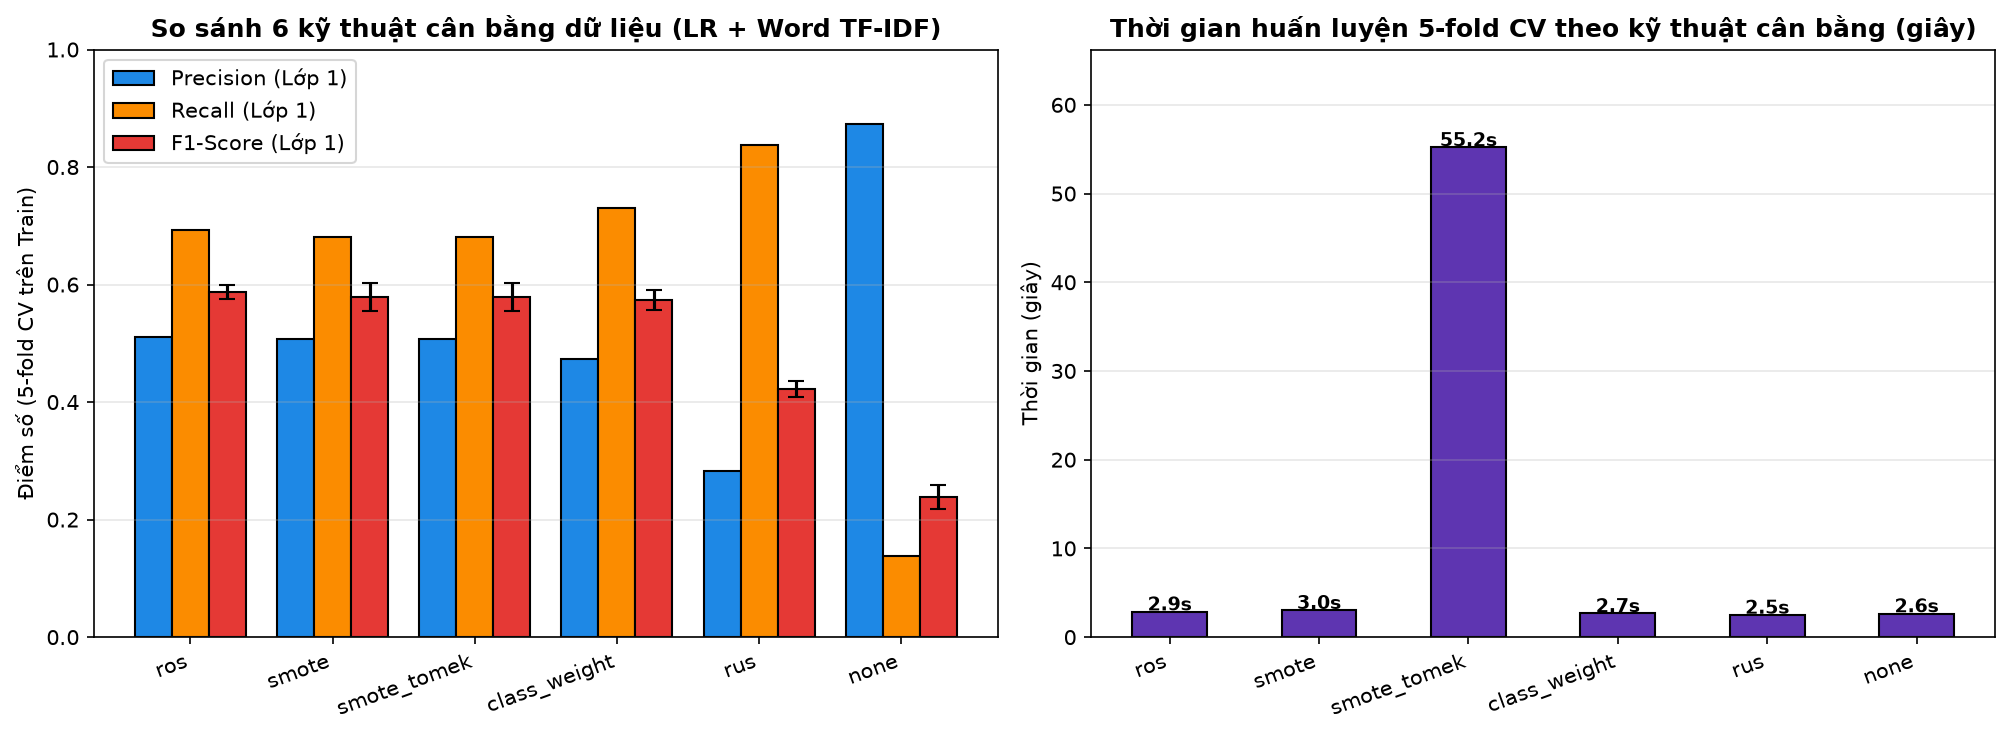 So sánh 6 kỹ thuật cân bằng dữ liệu (LR + Word TF-IDF)
Điểm số (5-fold CV trên Train)
1.0
0.8
0.6
0.4
0.2
0.0
Precision (Lớp 1)
Recall (Lớp 1)
F1-Score (Lớp 1)
ros
smote
smote_tomek
class_weight
rus
none
Thời gian huấn luyện 5-fold CV theo kỹ thuật cân bằng (giây)
Thời gian (giây)
60
50
40
30
20
10
0
2.9s
3.0s
55.2s
2.7s
2.5s
2.6s
ros
smote
smote_tomek
class_weight
rus
none